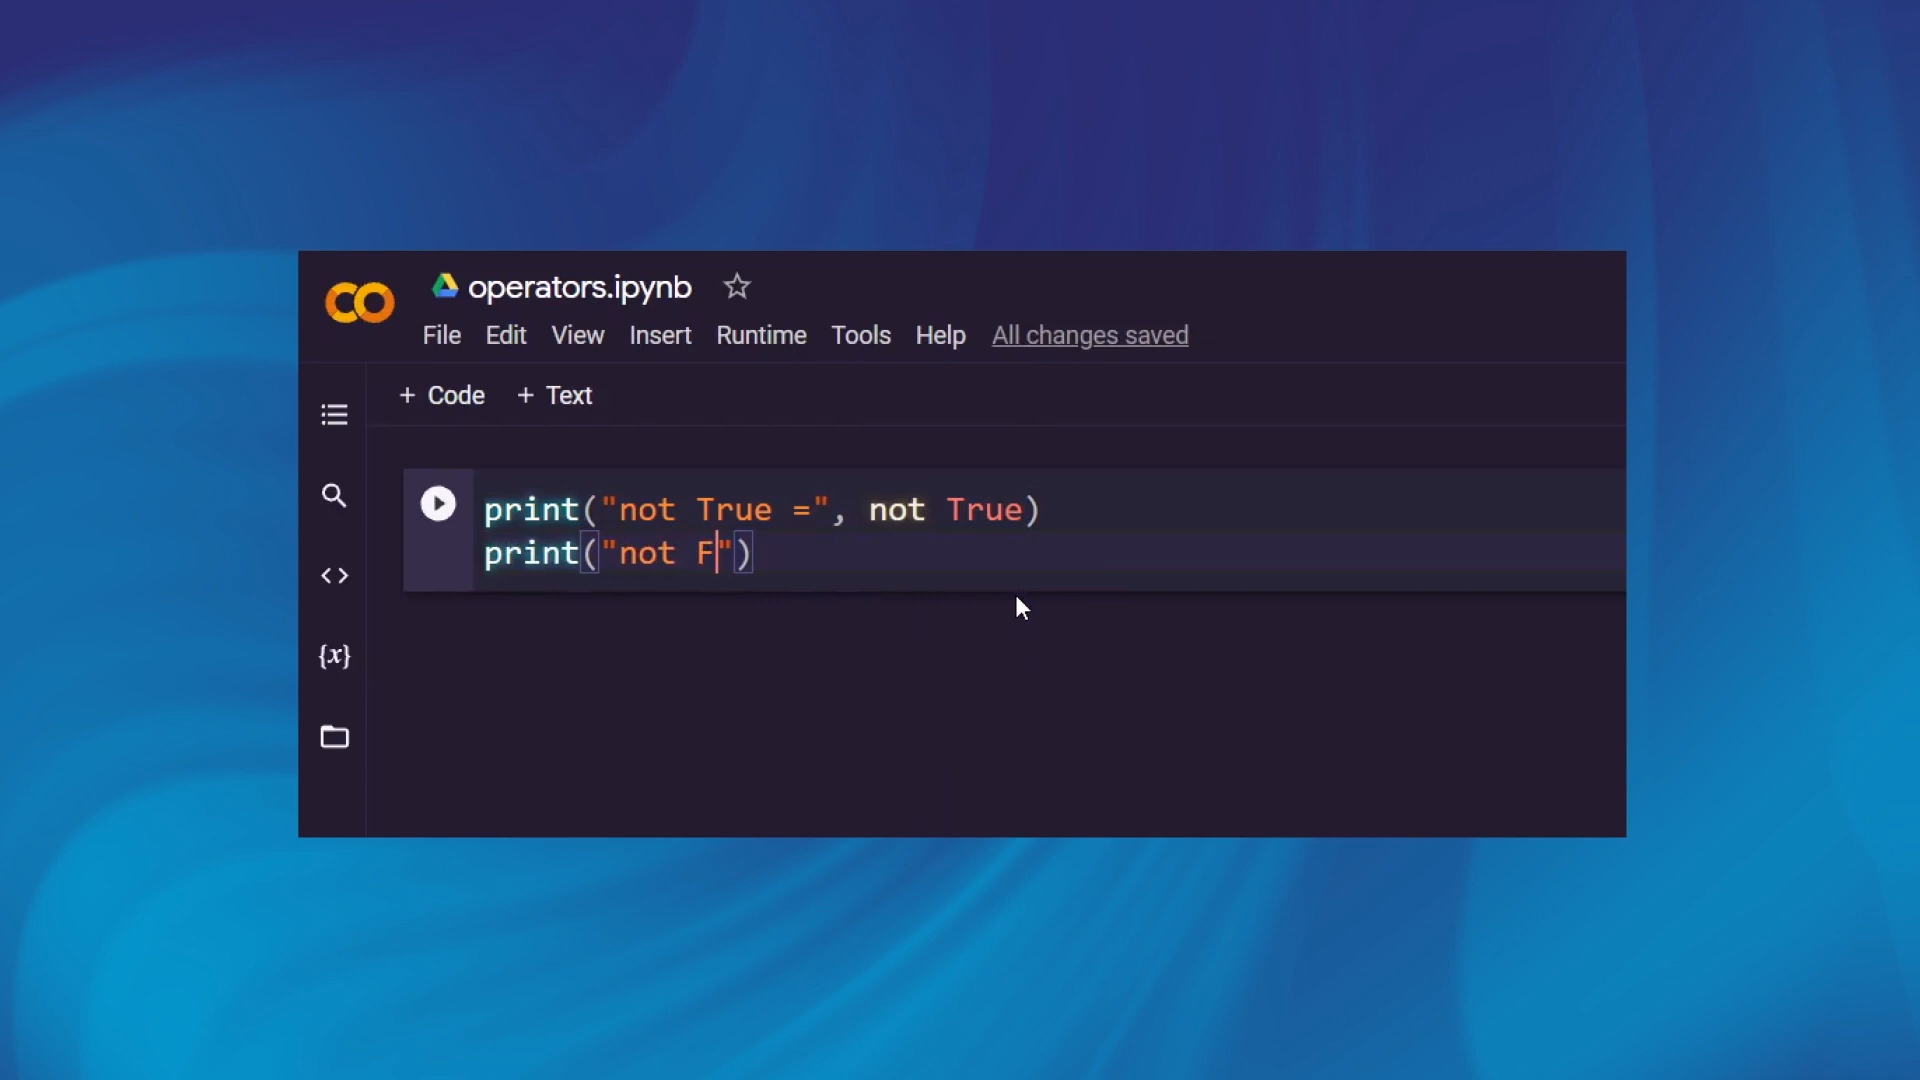 operators.ipynb
File Edit View Insert Runtime Tools Help All changes saved
+ Code + Text
print("not True =", not True)
print("not F")
{x}